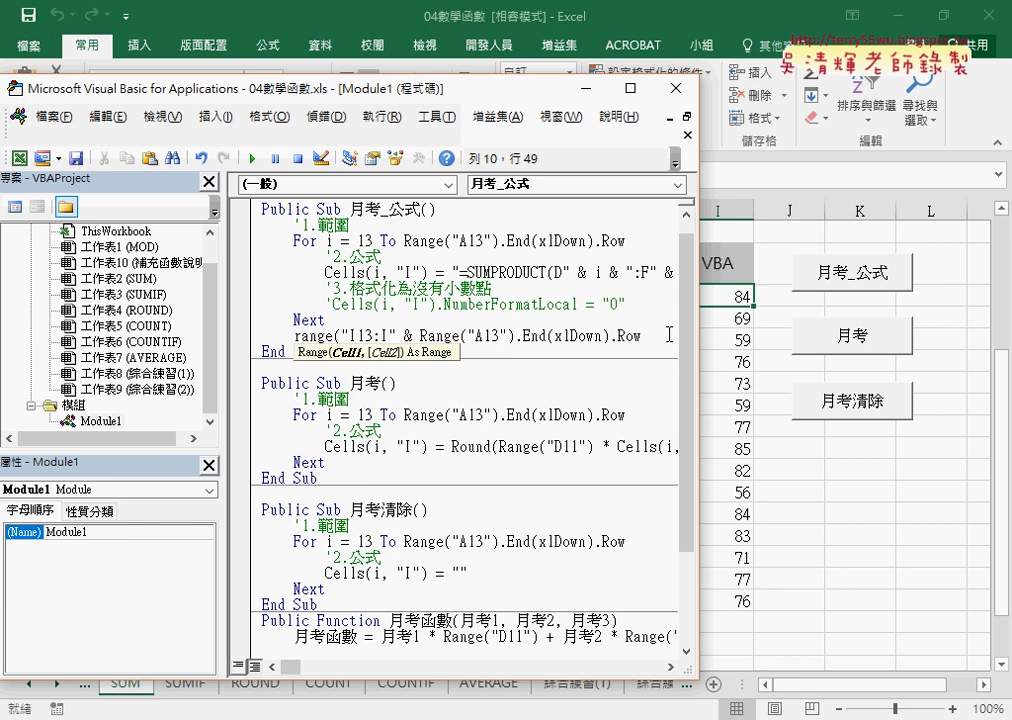 04數學函數 [相容模式] - Excel
檔案 常用 插入 版面配置 公式 資料 校閱 檢視 開發人員 增益集 ACROBAT 小組 共用
吳清輝老師錄製
插入
刪除
格式
儲存格
排序與篩選 尋找與
選取
編輯
Microsoft Visual Basic for Applications - 04數學函數.xls - [Module1 (程式碼)]
檔案(F) 編輯(E) 檢視(V) 插入(I) 格式(O) 偵錯(D) 執行(R) 工具(T) 增益集(A) 視窗(W) 說明(H)
列 10，行 49
專案 - VBAProject
ThisWorkbook
工作表1 (MOD)
工作表10 (補充函數說明
工作表2 (SUM)
工作表3 (SUMIF)
工作表4 (ROUND)
工作表5 (COUNT)
工作表6 (COUNTIF)
工作表7 (AVERAGE)
工作表8 (綜合練習(1))
工作表9 (綜合練習(2))
模組
Module1
屬性 - Module1
Module1 Module
字母順序 性質分類
(Name) Module1
(一般) 月考_公式
Public Sub 月考_公式()
'1.範圍
For i = 13 To Range("A13").End(xlDown).Row
'2.公式
Cells(i, "I") = "=SUMPRODUCT(D" & i & ":F" &
'3.格式化為沒有小數點
'Cells(i, "I").NumberFormatLocal = "0"
Next
range("I13:I" & Range("A13").End(xlDown).Row
End
Range(Cell1, [Cell2]) As Range
Public Sub 月考()
'1.範圍
For i = 13 To Range("A13").End(xlDown).Row
'2.公式
Cells(i, "I") = Round(Range("D11") * Cells(i,
Next
End Sub
Public Sub 月考清除()
'1.範圍
For i = 13 To Range("A13").End(xlDown).Row
'2.公式
Cells(i, "I") = ""
Next
End Sub
Public Function 月考函數(月考1, 月考2, 月考3)
月考函數 = 月考1 * Range("D11") + 月考2 * Range("
I J K L
VBA
84
69
59
76
73
59
77
85
82
56
84
83
71
77
76
月考_公式
月考
月考清除
... SUM SUMIF ROUND COUNT COUNTIF AVERAGE 綜合練習(1) 綜合練 ...
就緒
100%